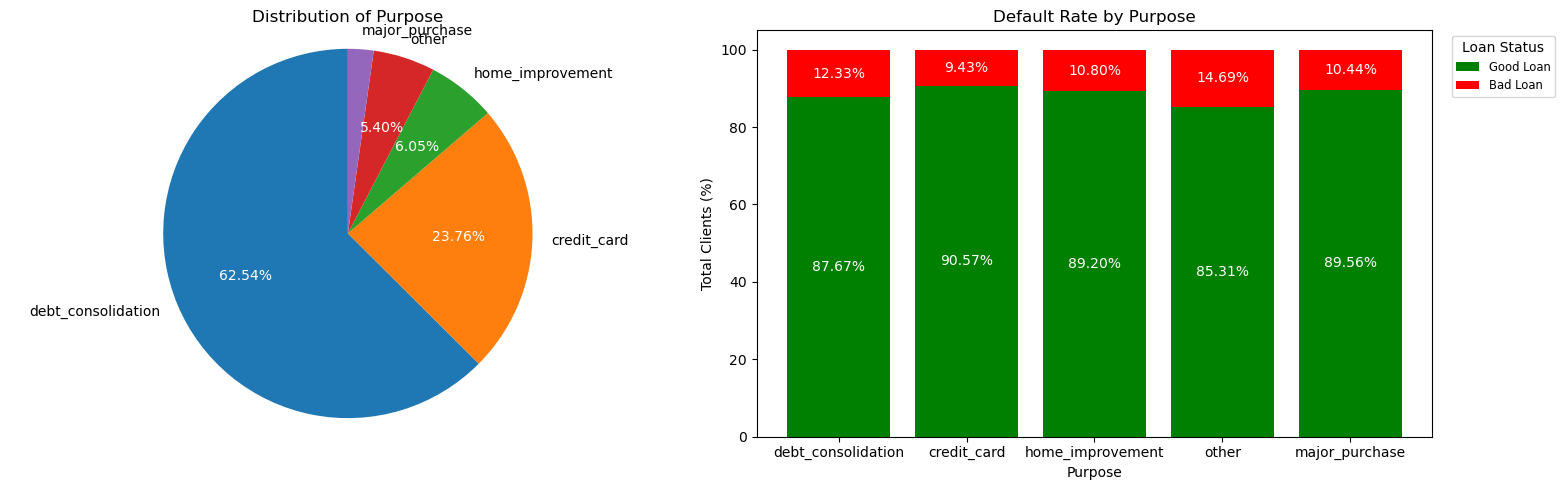 Distribution of Purpose
major_purchase
other
home_improvement
5.40%
6.05%
23.76%
credit_card
62.54%
debt_consolidation
Default Rate by Purpose
Total Clients (%)
100
80
60
40
20
0
12.33%
9.43%
10.80%
14.69%
10.44%
87.67%
90.57%
89.20%
85.31%
89.56%
debt_consolidation
credit_card
home_improvement
other
major_purchase
Purpose
Loan Status
Good Loan
Bad Loan